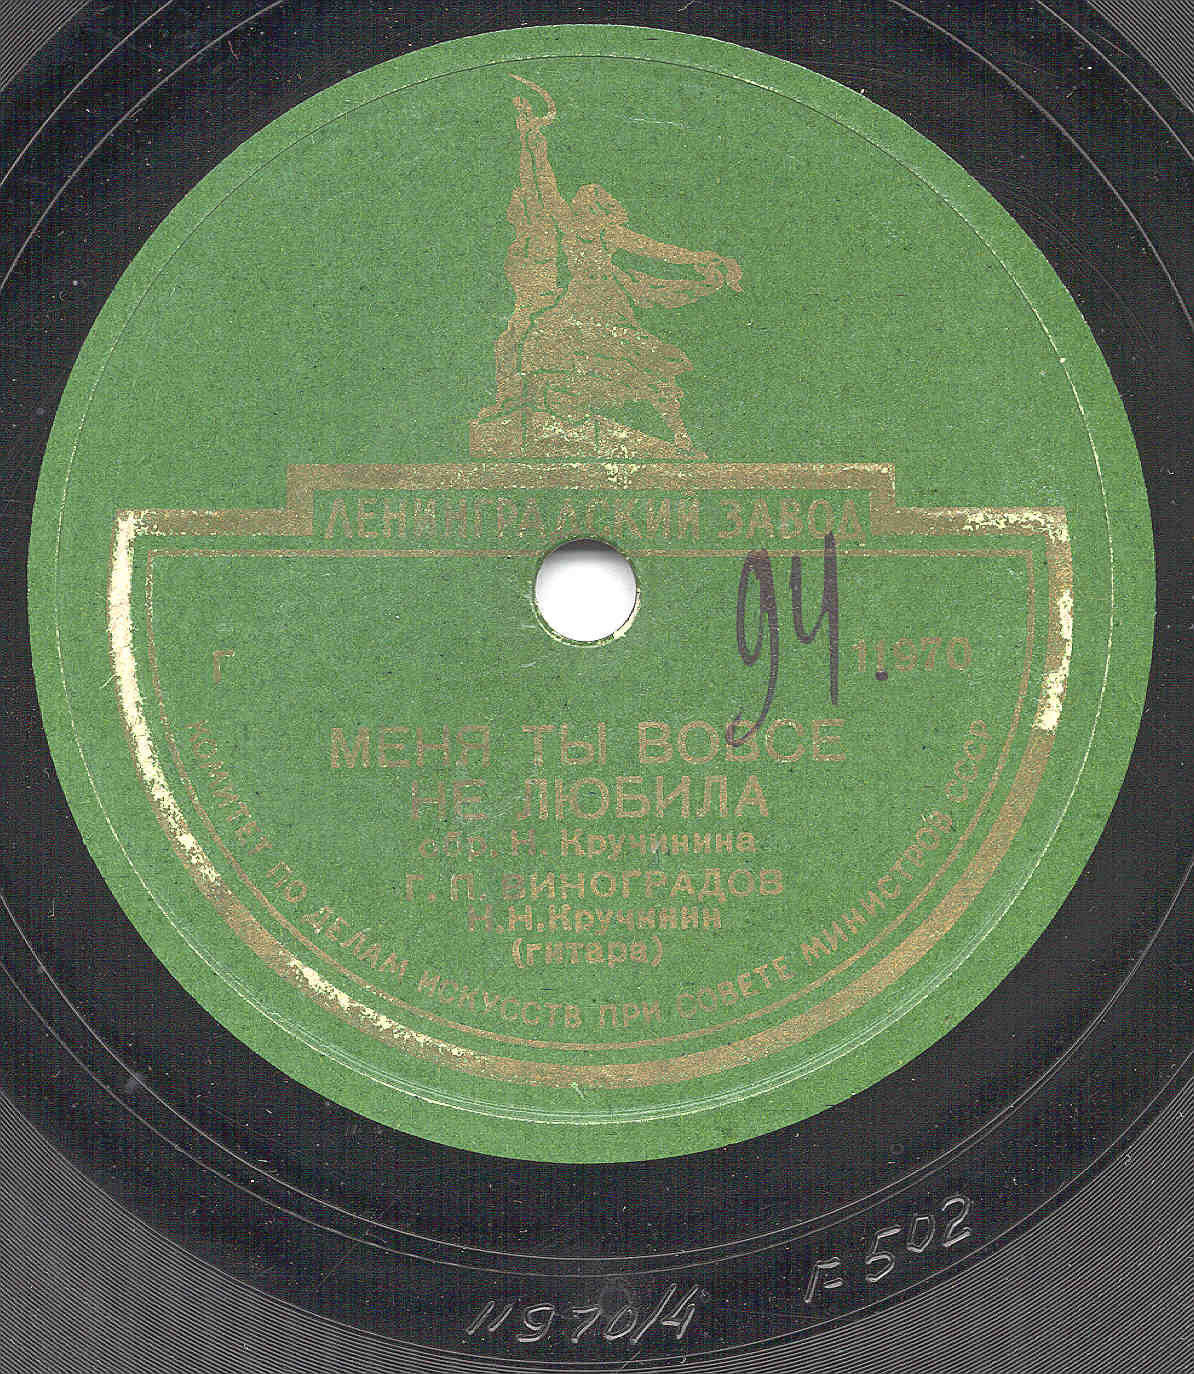 ЛЕНИНГРАДСКИЙ ЗАВОД
94
Г 11970
МЕНЯ ТЫ ВОВСЕ
НЕ ЛЮБИЛА
обр. Н. Кручинина
Г. П. ВИНОГРАДОВ
Н.Н.Кручинин
(гитара)
КОМИТЕТ ПО ДЕЛАМ ИСКУССТВ ПРИ СОВЕТЕ МИНИСТРОВ СССР
11970/4
F 502